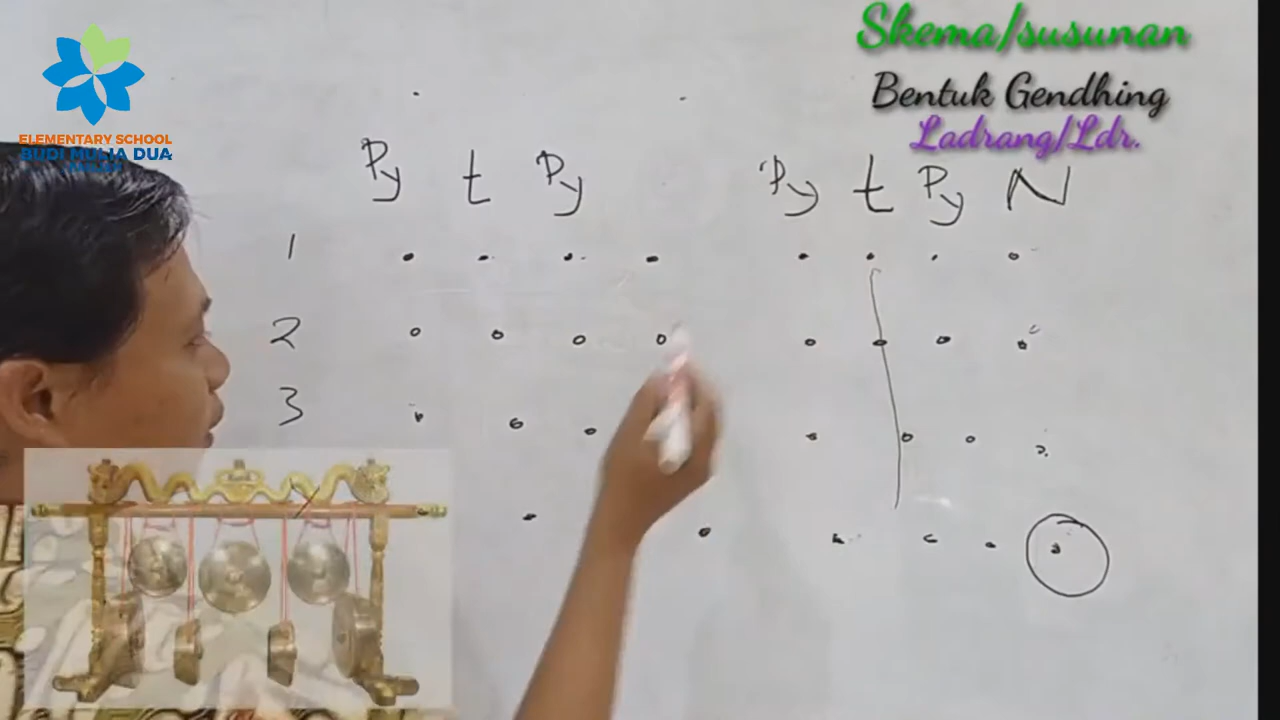 Skema/susunan
Bentuk Gendhing
Ladrang/Ldr.
ELEMENTARY SCHOOL
BUDI MULIA DUA
Py t Py Py t Py N
1
2
3